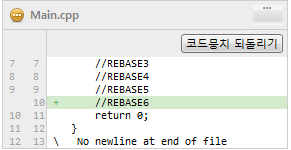 Main.cpp
...
코드뭉치 되돌리기
7 7 //REBASE3
8 8 //REBASE4
9 9 //REBASE5
10 + //REBASE6
10 11 return 0;
11 12 }
12 13 \ No newline at end of file